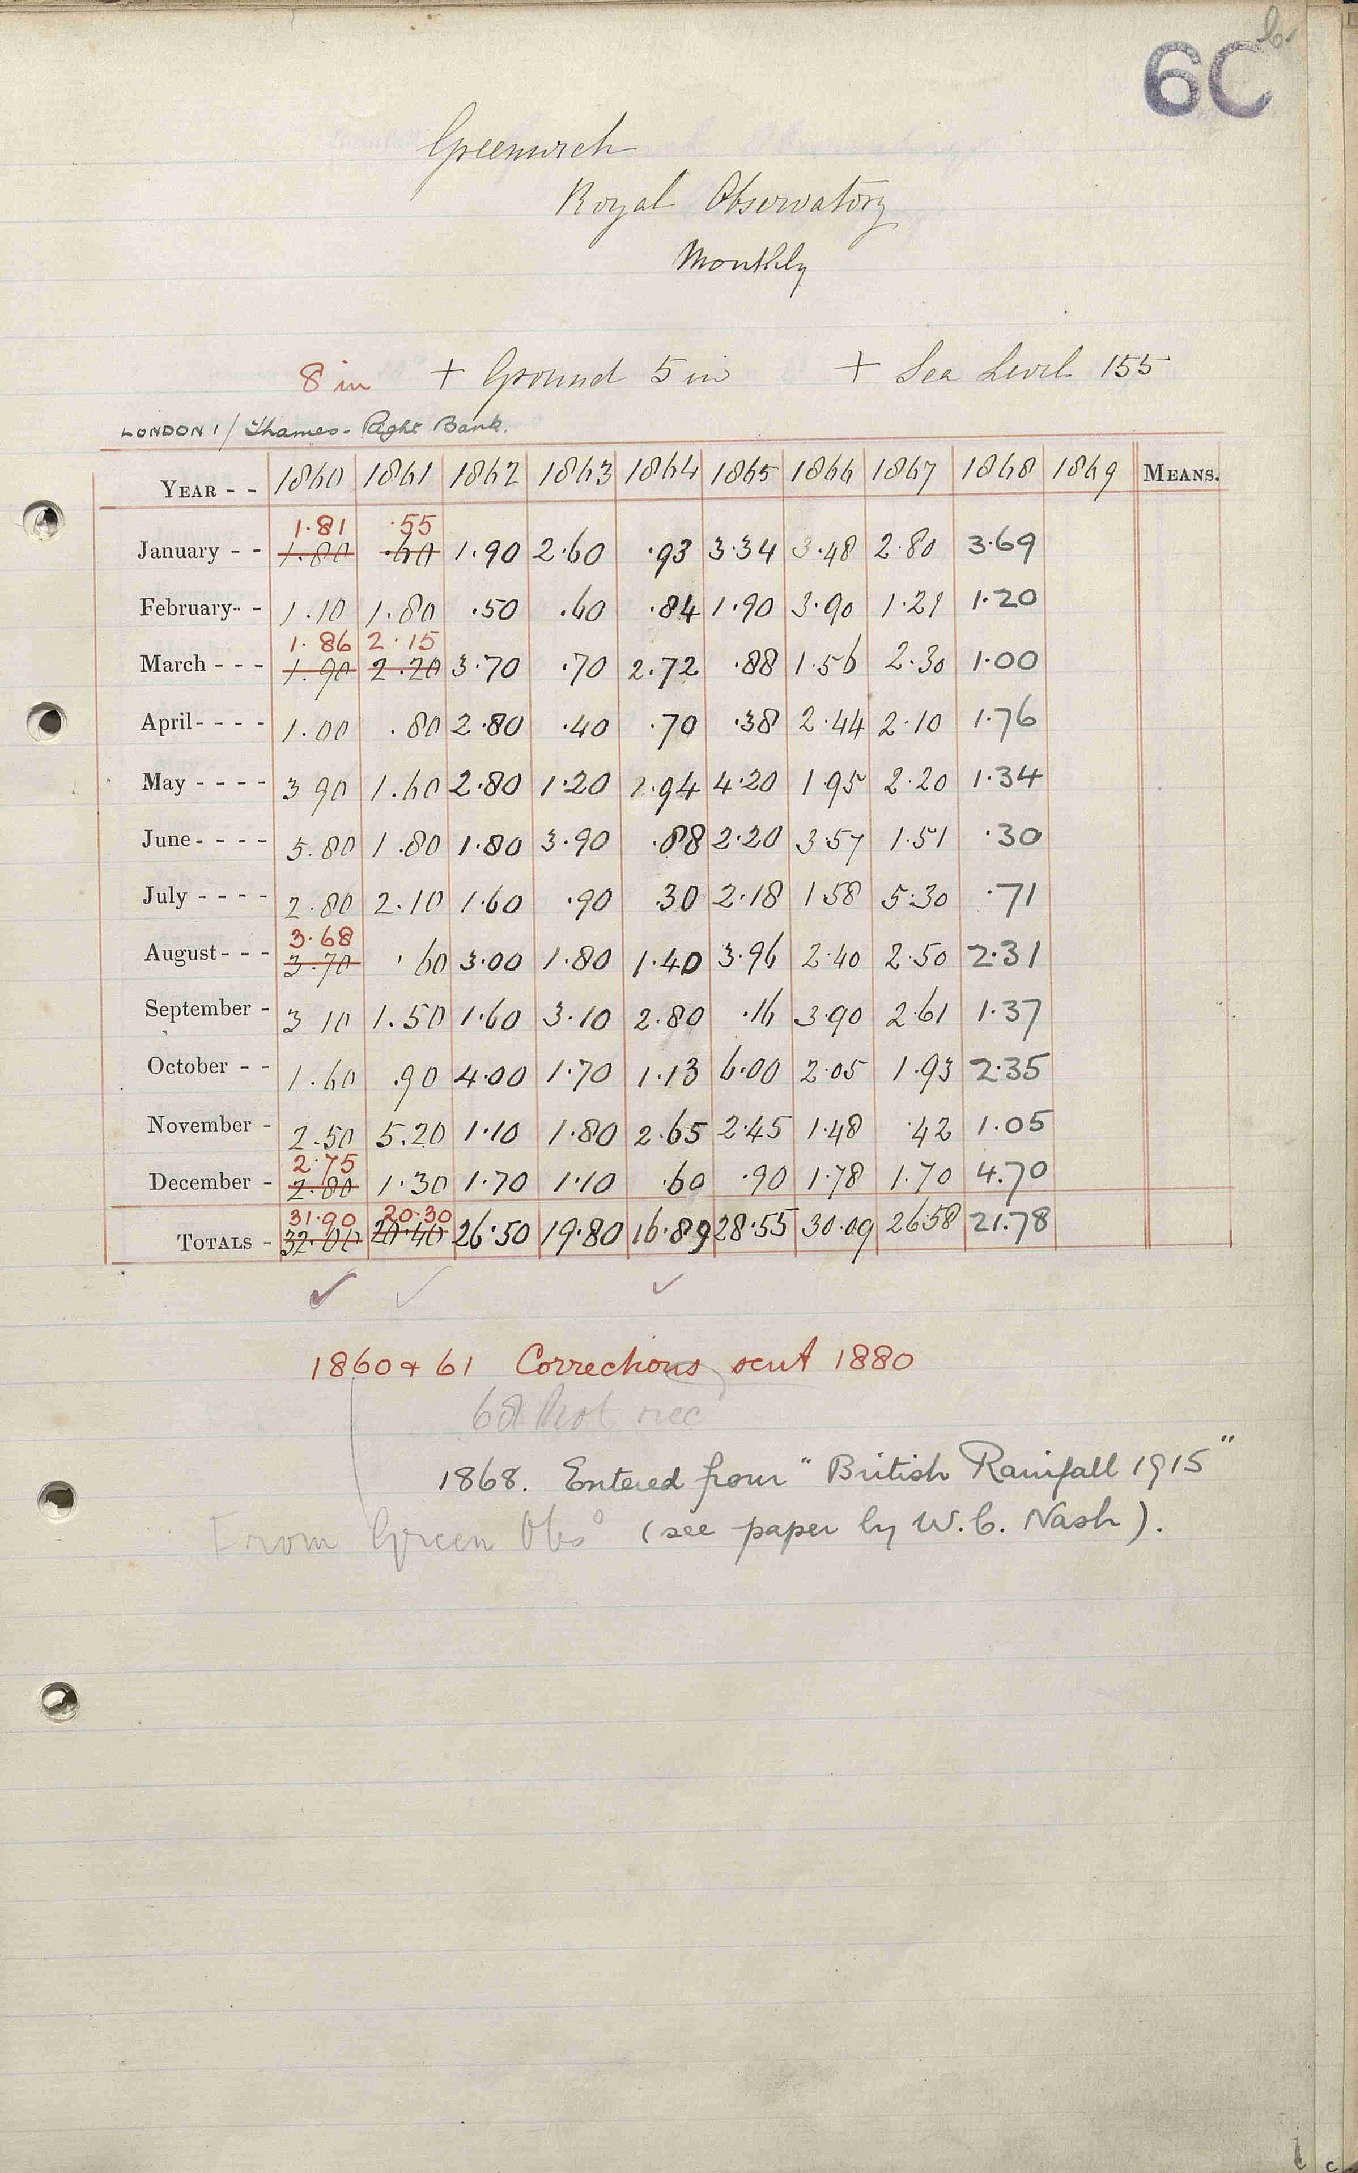 6C
Greenwich
Royal Observatory
Monthly
8 in + Ground 5 in + Sea Level 155
LONDON 1/ Thames - Right Bank.
YEAR - - 1860 1861 1862 1863 1864 1865 1866 1867 1868 1869 MEANS.
1.81 .55
January - - 1.80 .60 1.90 2.60 .93 3.34 3.48 2.80 3.69
February- - 1.10 1.80 .50 .60 .84 1.90 3.90 1.21 1.20
1.86 2.15
March - - - 1.90 2.20 3.70 .70 2.72 .88 1.56 2.30 1.00
April- - - - 1.00 .80 2.80 .40 .70 .38 2.44 2.10 1.76
May - - - - 3 90 1.60 2.80 1.20 1.94 4.20 1.95 2.20 1.34
June- - - - 5.80 1.80 1.80 3.90 .88 2.20 3.57 1.51 .30
July - - - - 2.80 2.10 1.60 .90 .30 2.18 1 58 5.30 .71
3.68
August- - - 3.70 .60 3.00 1.80 1.40 3.96 2.40 2.50 2.31
September - 3 10 1.50 1.60 3.10 2.80 .16 3.90 2.61 1.37
October - - 1.60 .90 4.00 1.70 1.13 6.00 2.05 1.93 2.35
November - 2.50 5.20 1.10 1.80 2.65 2.45 1.48 .42 1.05
2.75
December - 2.80 1.30 1.70 1.10 .60 .90 1.78 1.70 4.70
31.90 20.30
TOTALS - 32.00 20.40 26.50 19.80 16.89 28.55 30.09 26.58 21.78
1860 & 61 Corrections sent 1880
68 Not rec
1868. Entered from "British Rainfall 1915"
From Green Obs° (see paper by W. C. Nash).